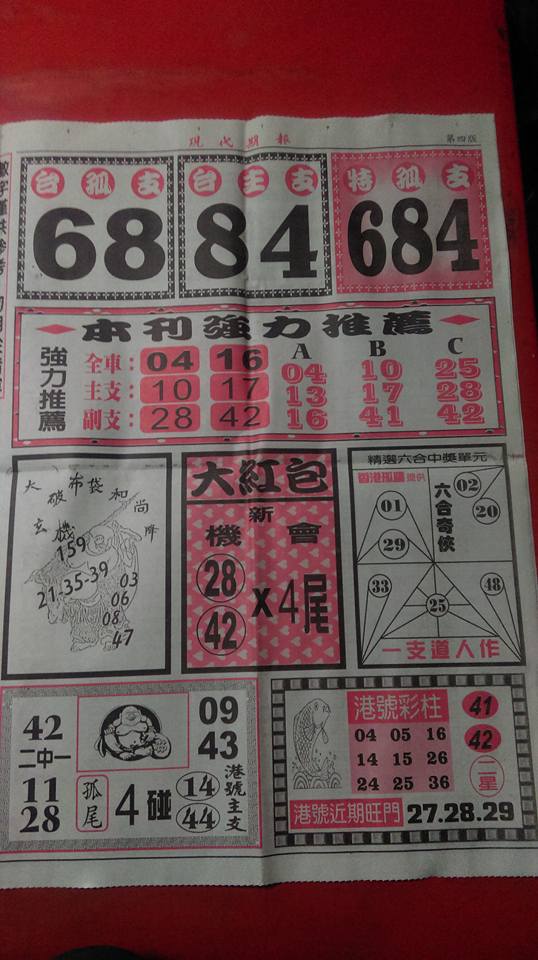 現代期報
第四版
台孤支
68
台主支
84
特孤支
684
本刊強力推薦
強力推薦
全車：04 16
主支：10 17
副支：28 42
A B C
04 10 25
13 17 28
16 41 42
大破布袋和尚降
玄機
159
21-35-39
03
06
08
47
大紅包
新機會
28
42
X4尾
精選六合中獎單元
六合奇俠
01
29
02
20
33
48
25
一支道人作
42
二中一
11
28
孤尾
4碰
09
43
14
44
港號主支
港號彩柱
04 05 16
14 15 26
24 25 36
41
42
二星
港號近期旺門 27.28.29